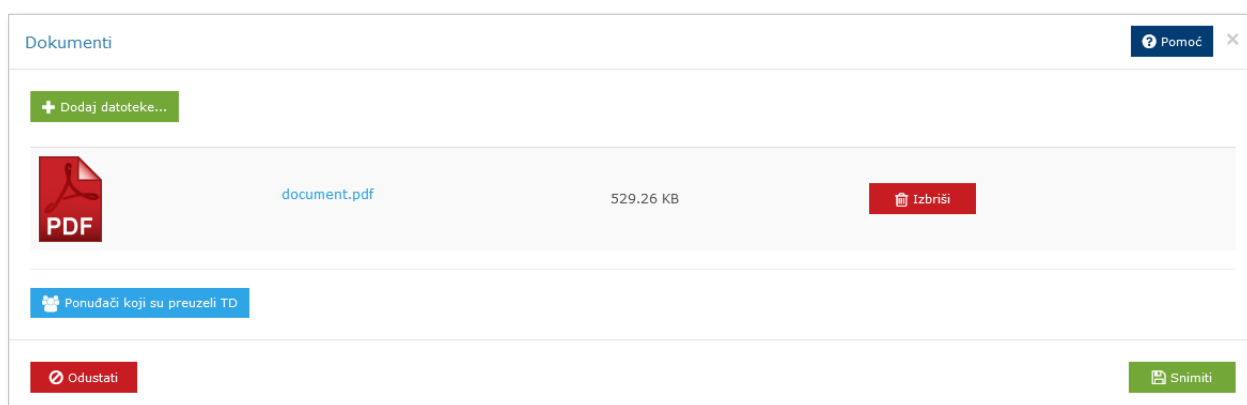 Dokumenti
Pomoć
×
Dodaj datoteke...
PDF
document.pdf
529.26 KB
Izbriši
Ponuđači koji su preuzeli TD
Odustati
Snimiti